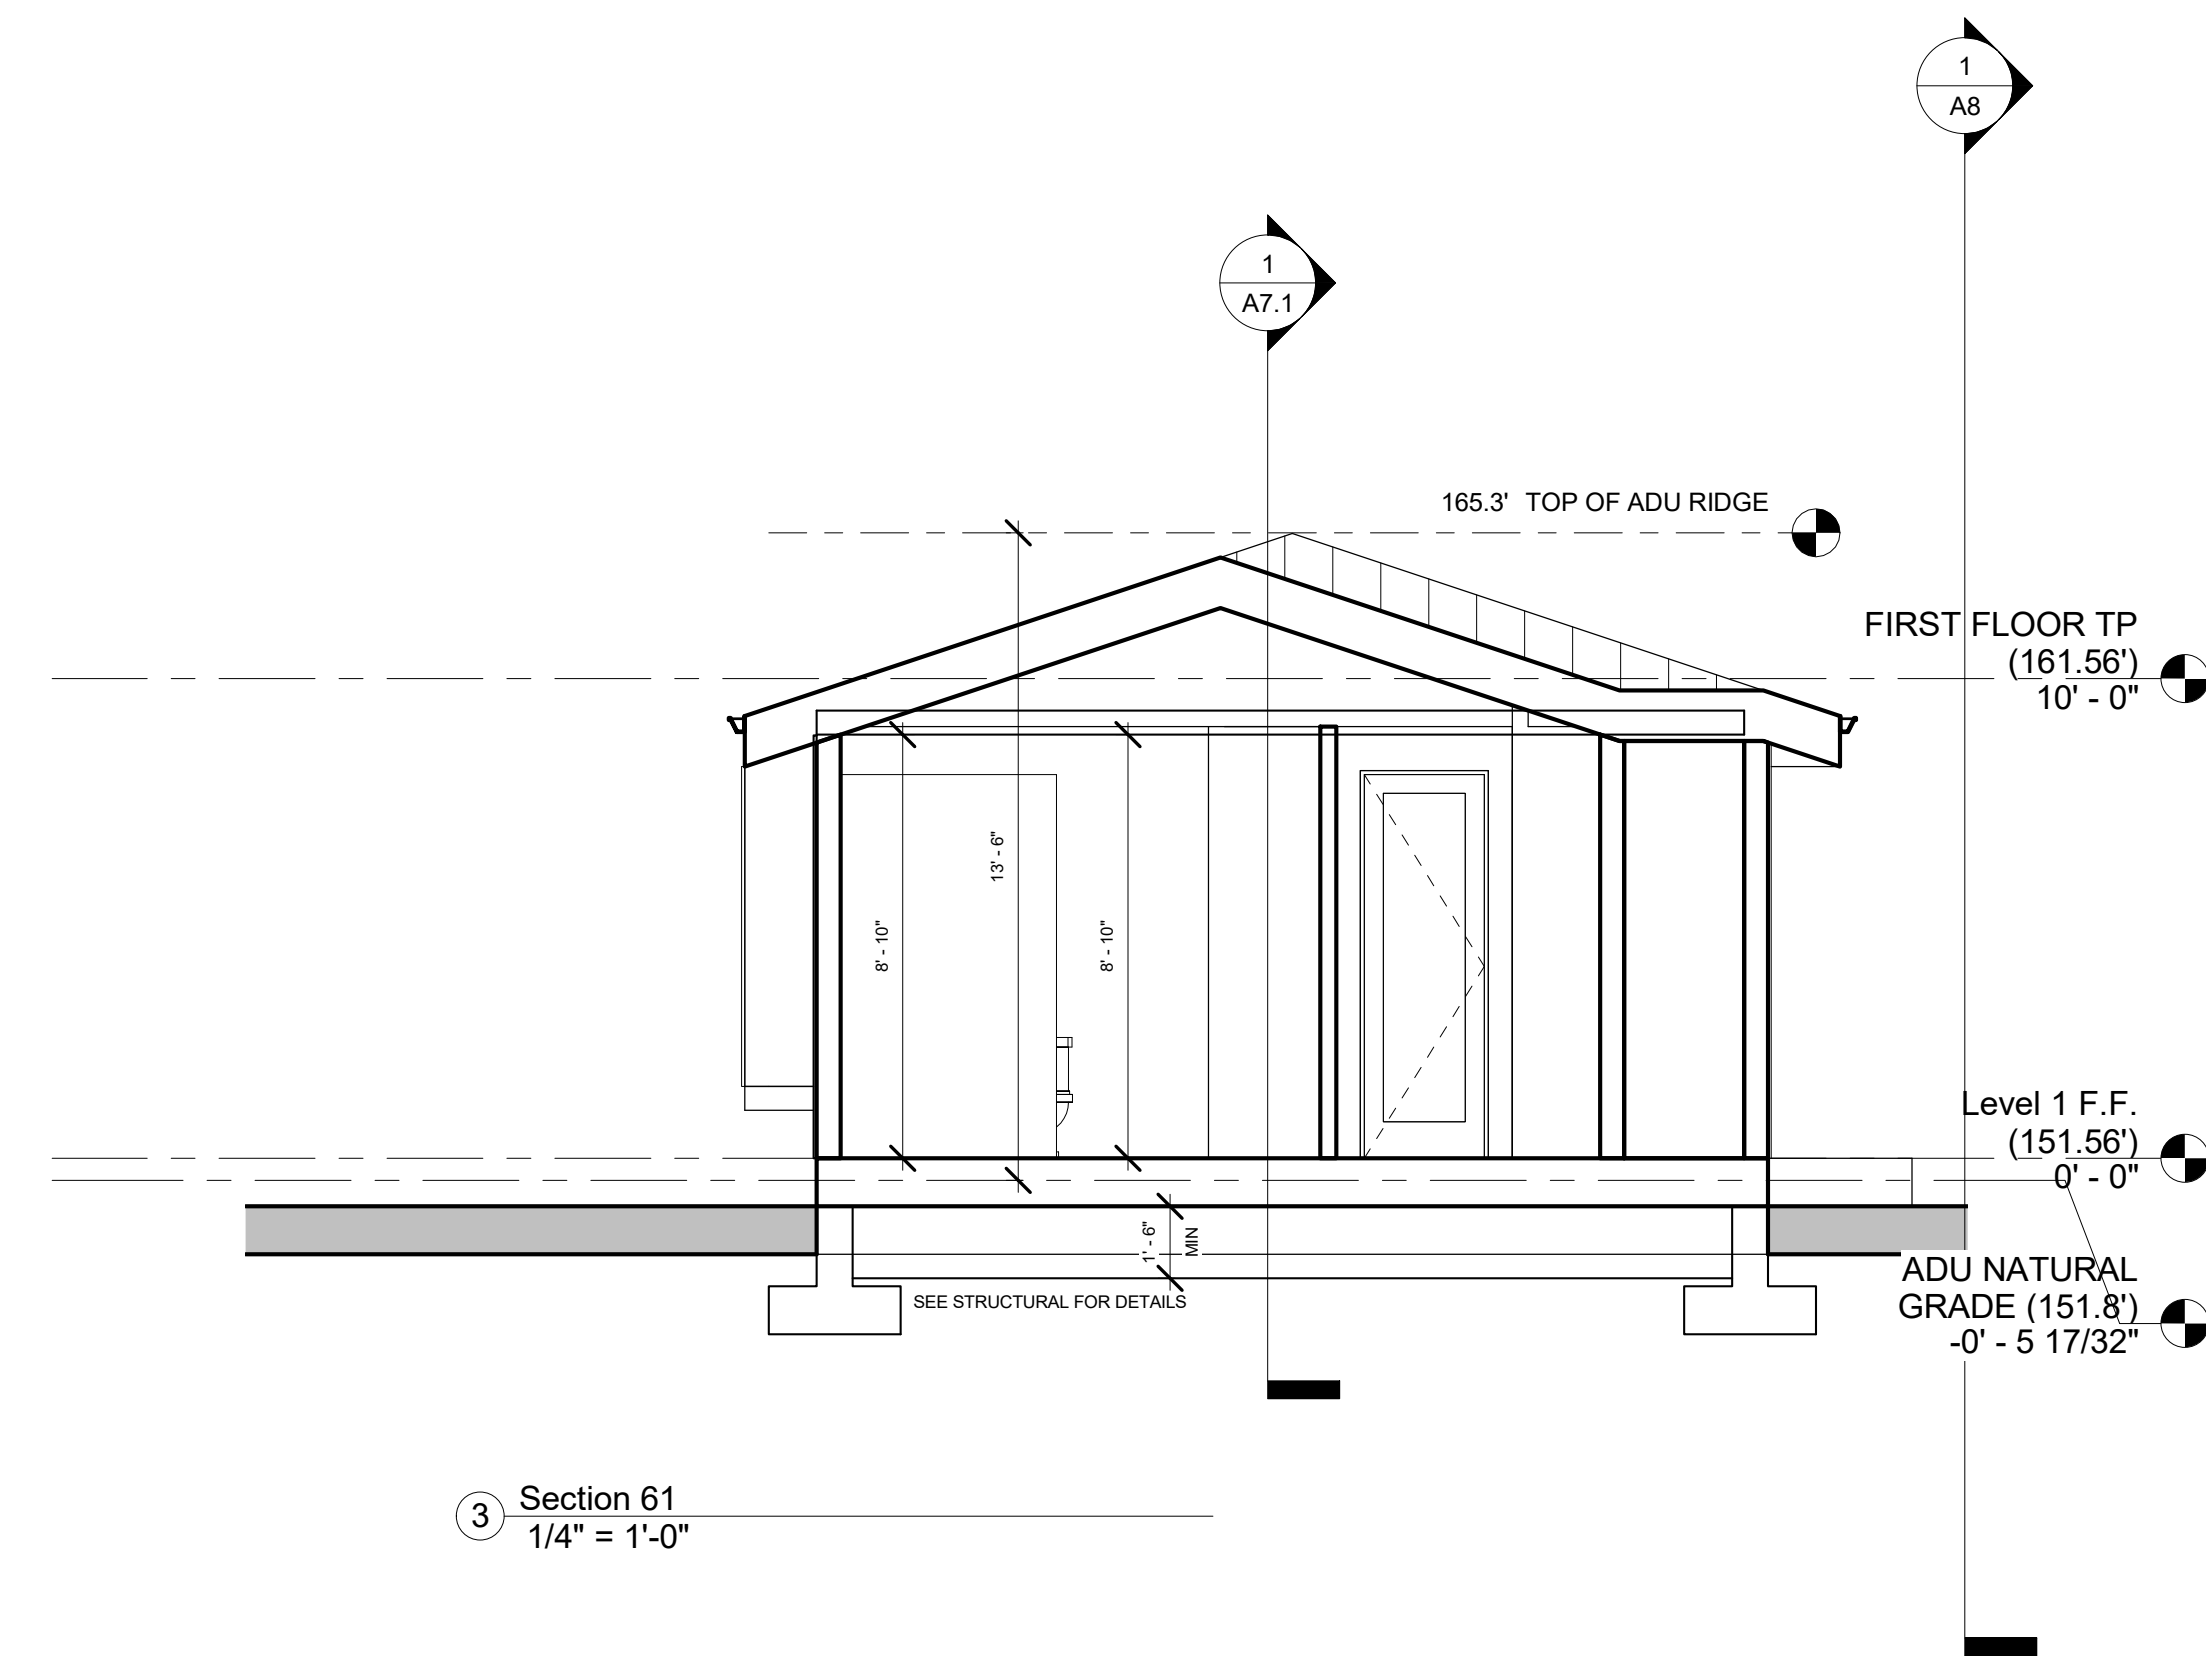 1
A8
1
A7.1
165.3' TOP OF ADU RIDGE
FIRST FLOOR TP
(161.56')
10' - 0"
13' - 6"
8' - 10"
8' - 10"
Level 1 F.F.
(151.56')
0' - 0"
1' - 6"
MIN
ADU NATURAL
GRADE (151.8')
-0' - 5 17/32"
SEE STRUCTURAL FOR DETAILS
3
Section 61
1/4" = 1'-0"